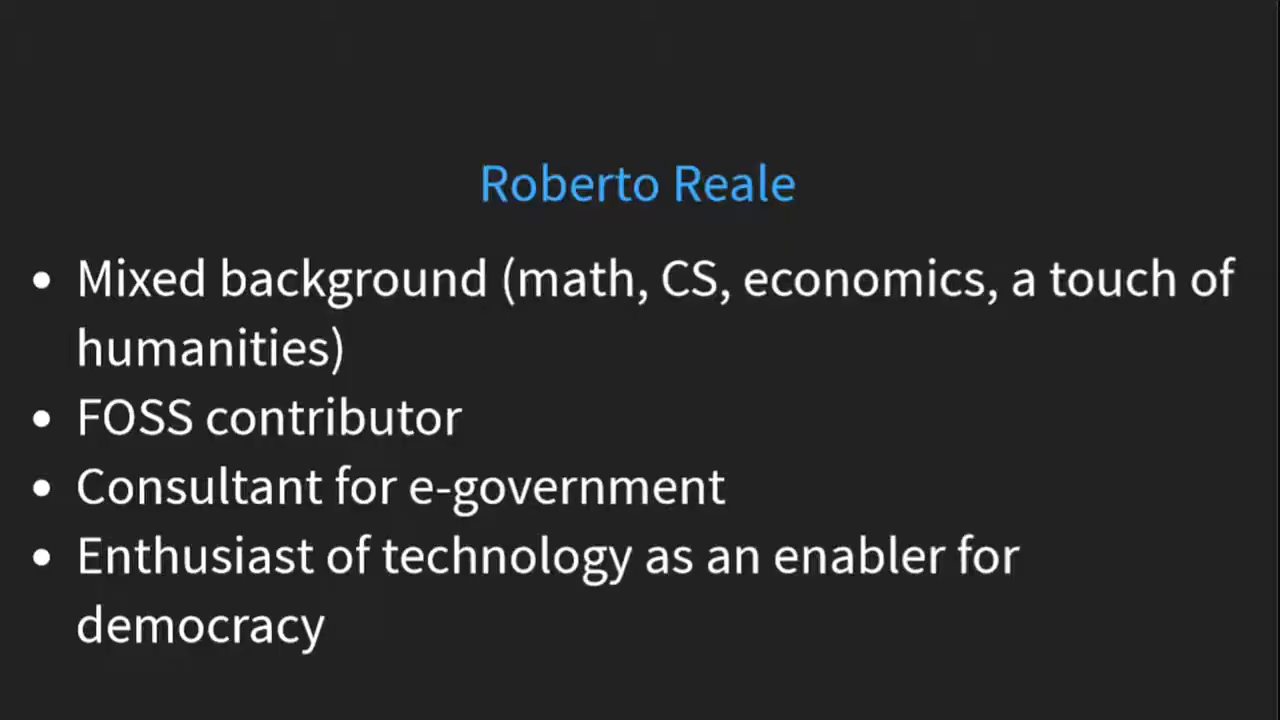 Roberto Reale
• Mixed background (math, CS, economics, a touch of
humanities)
• FOSS contributor
• Consultant for e-government
• Enthusiast of technology as an enabler for
democracy